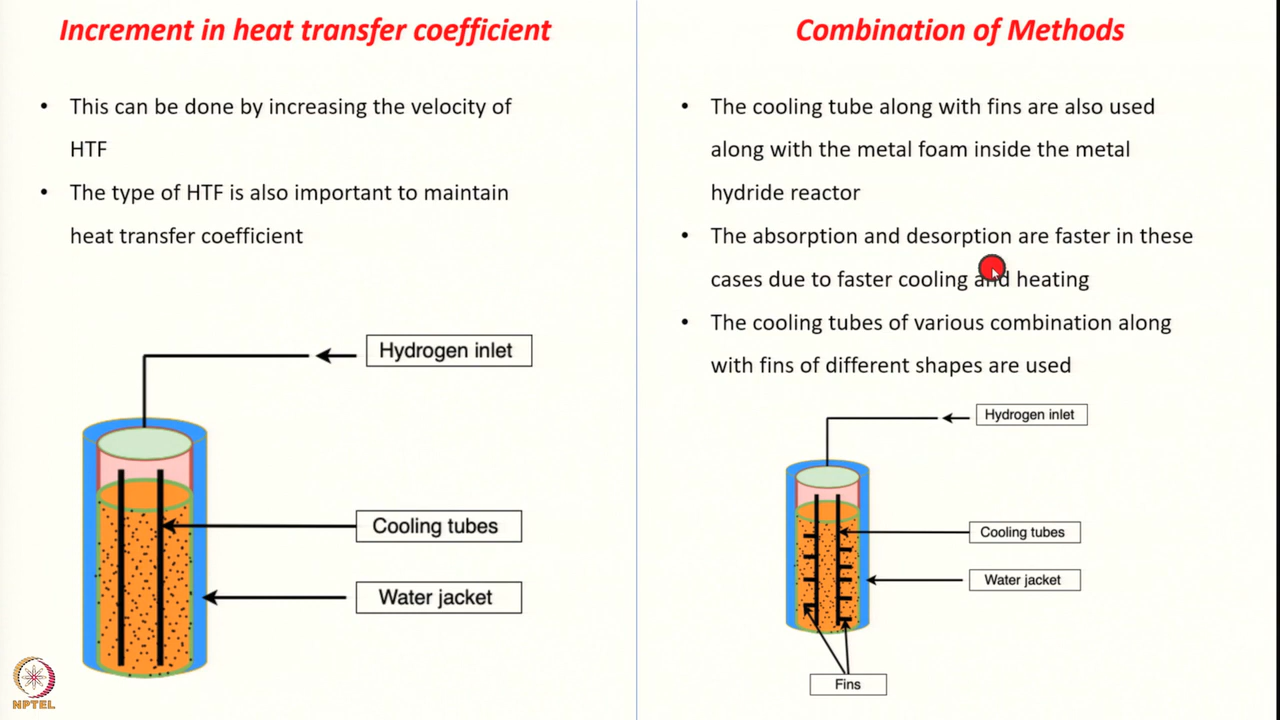 Increment in heat transfer coefficient
• This can be done by increasing the velocity of
HTF
• The type of HTF is also important to maintain
heat transfer coefficient
Hydrogen inlet
Cooling tubes
Water jacket
NPTEL
Combination of Methods
• The cooling tube along with fins are also used
along with the metal foam inside the metal
hydride reactor
• The absorption and desorption are faster in these
cases due to faster cooling and heating
• The cooling tubes of various combination along
with fins of different shapes are used
Hydrogen inlet
Cooling tubes
Water jacket
Fins